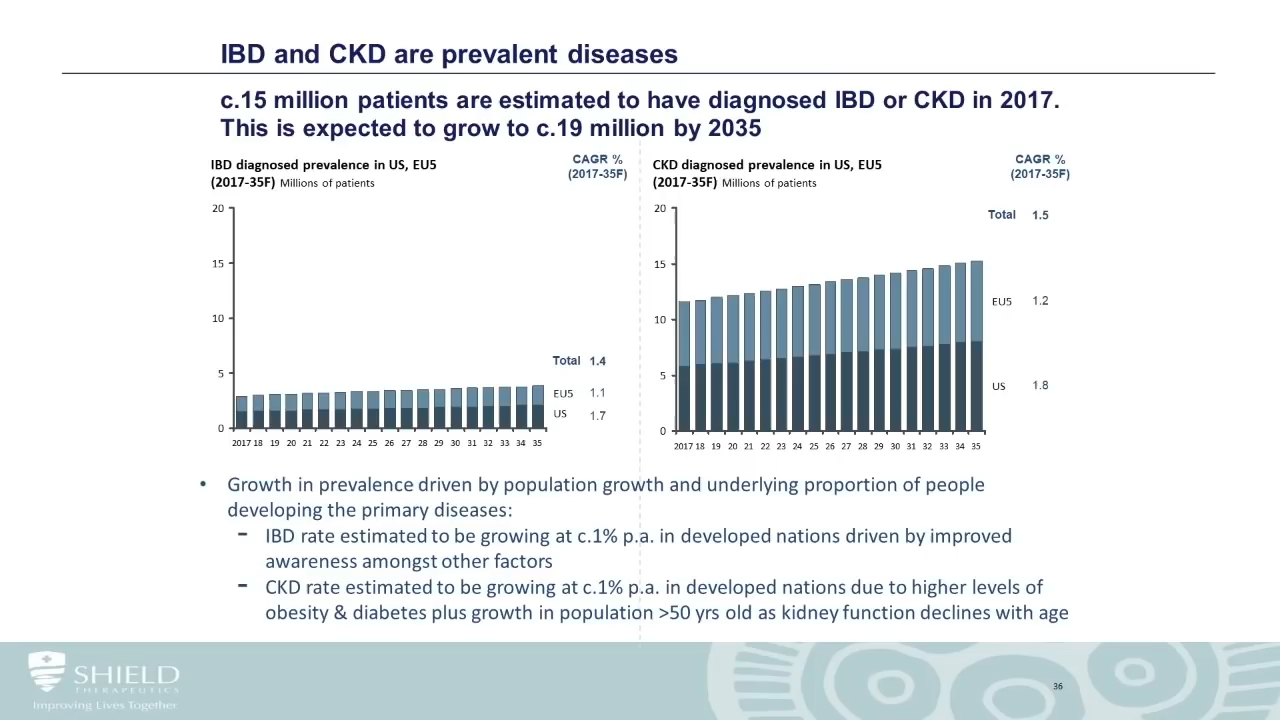 IBD and CKD are prevalent diseases
c.15 million patients are estimated to have diagnosed IBD or CKD in 2017.
This is expected to grow to c.19 million by 2035
IBD diagnosed prevalence in US, EU5
(2017-35F) Millions of patients
CAGR %
(2017-35F)
20
15
10
5
0
Total 1.4
EU5 1.1
US 1.7
2017 18 19 20 21 22 23 24 25 26 27 28 29 30 31 32 33 34 35
CKD diagnosed prevalence in US, EU5
(2017-35F) Millions of patients
CAGR %
(2017-35F)
20
15
10
5
0
Total 1.5
EU5 1.2
US 1.8
2017 18 19 20 21 22 23 24 25 26 27 28 29 30 31 32 33 34 35
• Growth in prevalence driven by population growth and underlying proportion of people
developing the primary diseases:
- IBD rate estimated to be growing at c.1% p.a. in developed nations driven by improved
awareness amongst other factors
- CKD rate estimated to be growing at c.1% p.a. in developed nations due to higher levels of
obesity & diabetes plus growth in population >50 yrs old as kidney function declines with age
SHIELD
THERAPEUTICS
Improving Lives Together
36